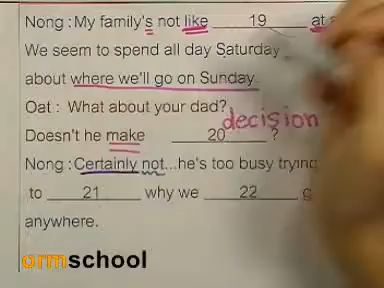 Nong : My family's not like 19 at
We seem to spend all day Saturday
about where we'll go on Sunday.
Oat : What about your dad?
decision
Doesn't he make 20 ?
Nong : Certainly not...he's too busy trying
to 21 why we 22 g
anywhere.
ormschool